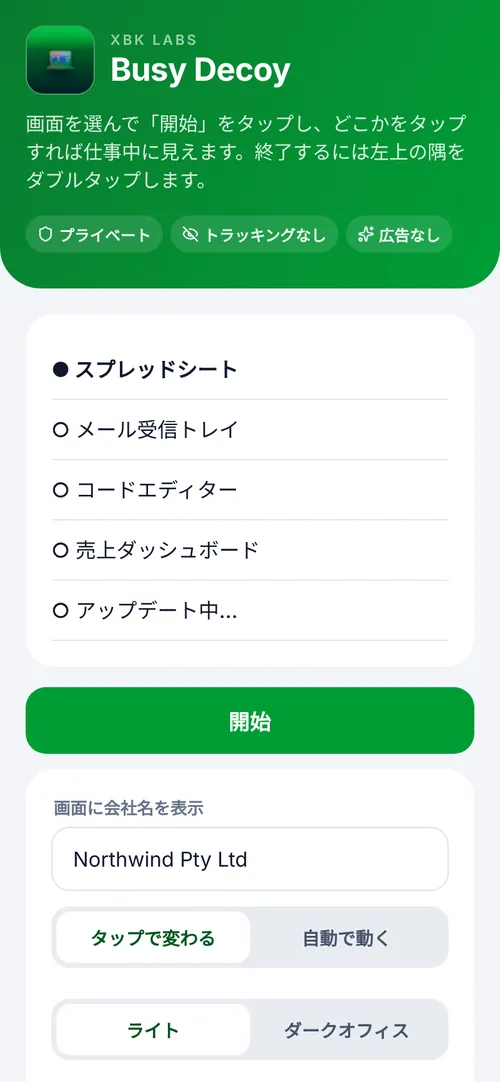 XBK LABS
Busy Decoy
画面を選んで「開始」をタップし、どこかをタップ
すれば仕事中に見えます。終了するには左上の隅を
ダブルタップします。
プライベート
トラッキングなし
広告なし
スプレッドシート
メール受信トレイ
コードエディター
売上ダッシュボード
アップデート中...
開始
画面に会社名を表示
Northwind Pty Ltd
タップで変わる
自動で動く
ライト
ダークオフィス